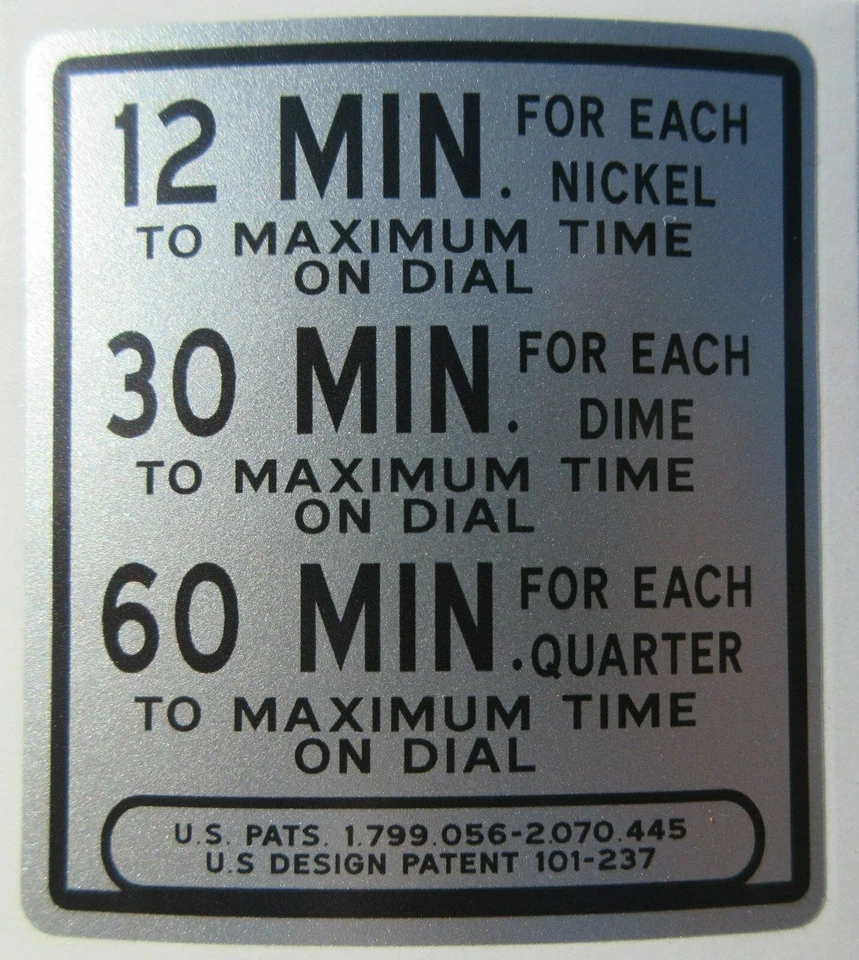 12 MIN. FOR EACH
NICKEL
TO MAXIMUM TIME
ON DIAL
30 MIN. FOR EACH
DIME
TO MAXIMUM TIME
ON DIAL
60 MIN. FOR EACH
QUARTER
TO MAXIMUM TIME
ON DIAL
U.S. PATS. 1.799.056-2.070.445
U.S DESIGN PATENT 101-237